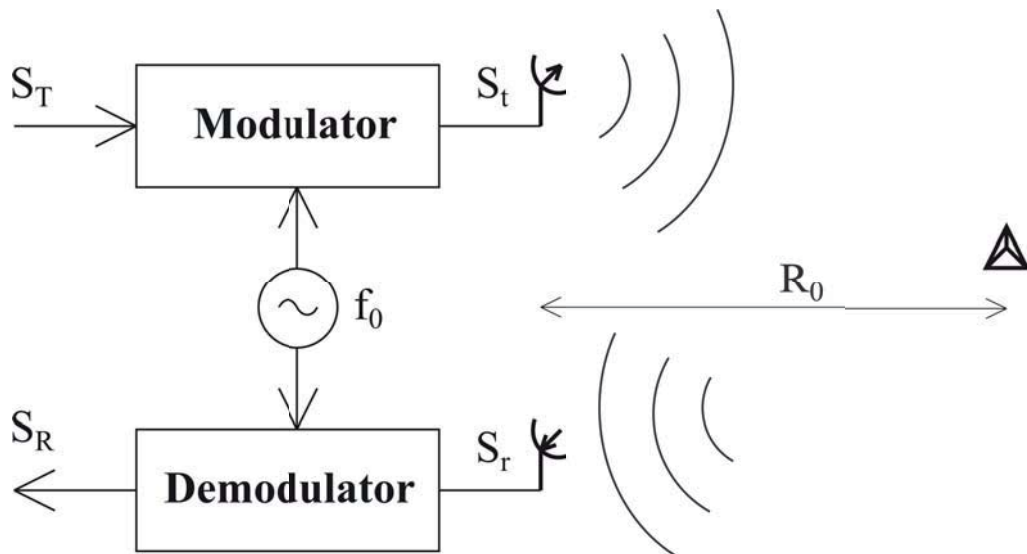 S_T
Modulator
S_t
f_0
R_0
S_R
Demodulator
S_r